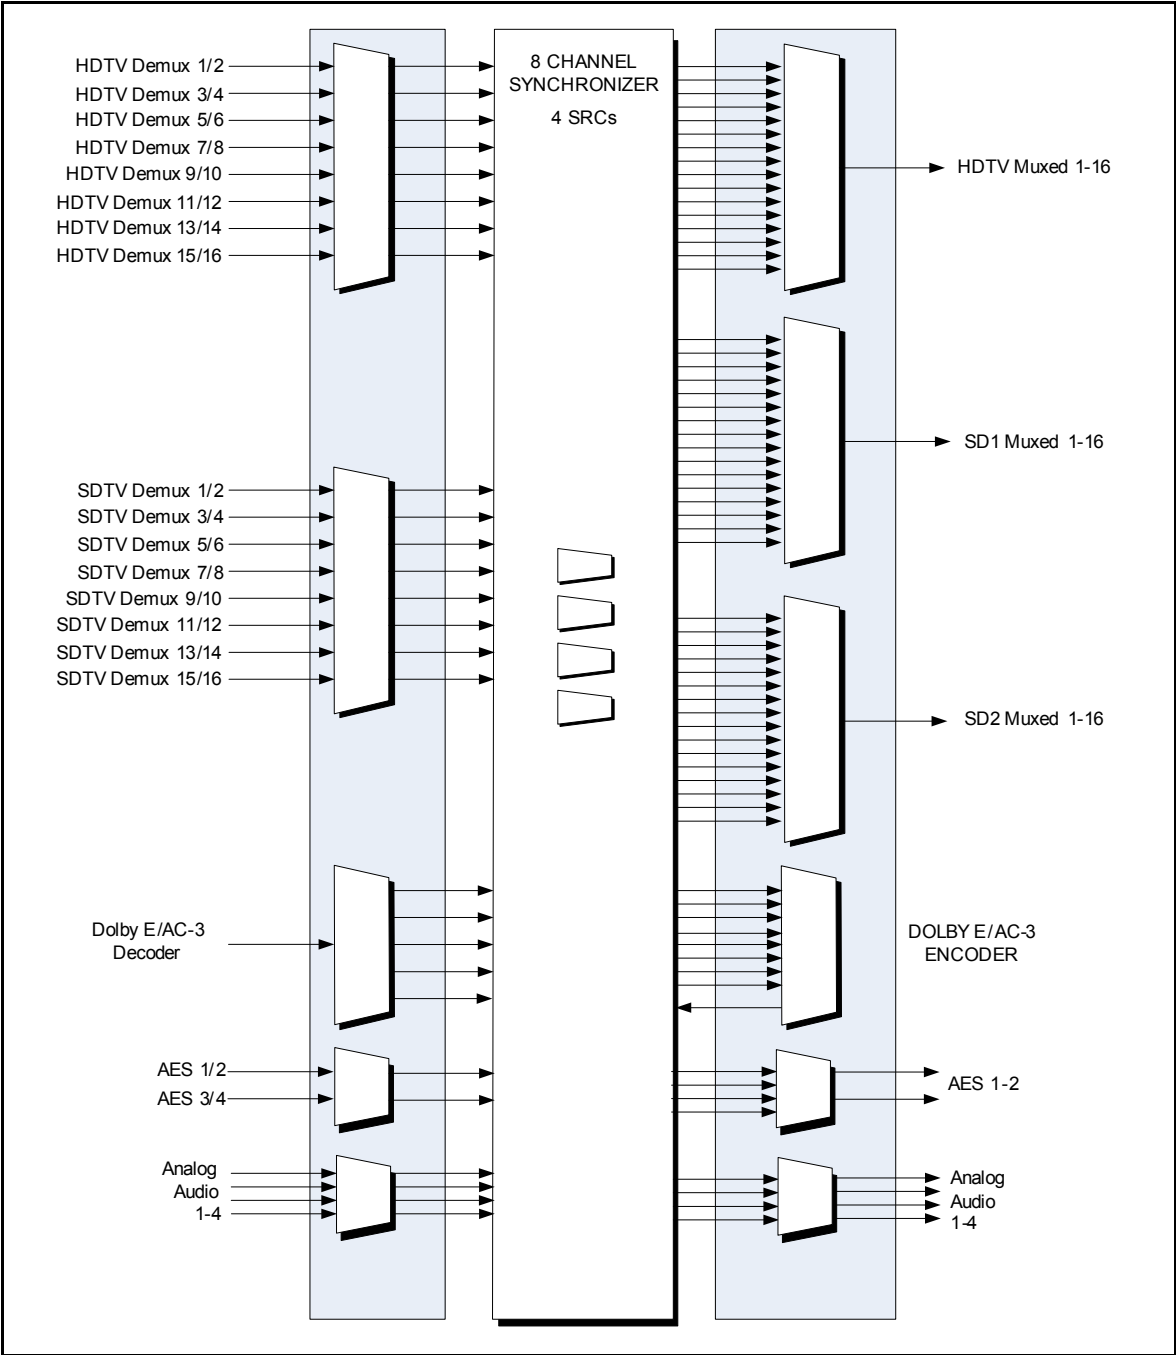 HDTV Demux 1/2
HDTV Demux 3/4
HDTV Demux 5/6
HDTV Demux 7/8
HDTV Demux 9/10
HDTV Demux 11/12
HDTV Demux 13/14
HDTV Demux 15/16
SDTV Demux 1/2
SDTV Demux 3/4
SDTV Demux 5/6
SDTV Demux 7/8
SDTV Demux 9/10
SDTV Demux 11/12
SDTV Demux 13/14
SDTV Demux 15/16
Dolby E/AC-3
Decoder
AES 1/2
AES 3/4
Analog
Audio
1-4
8 CHANNEL
SYNCHRONIZER
4 SRCs
HDTV Muxed 1-16
SD1 Muxed 1-16
SD2 Muxed 1-16
DOLBY E/AC-3
ENCODER
AES 1-2
Analog
Audio
1-4